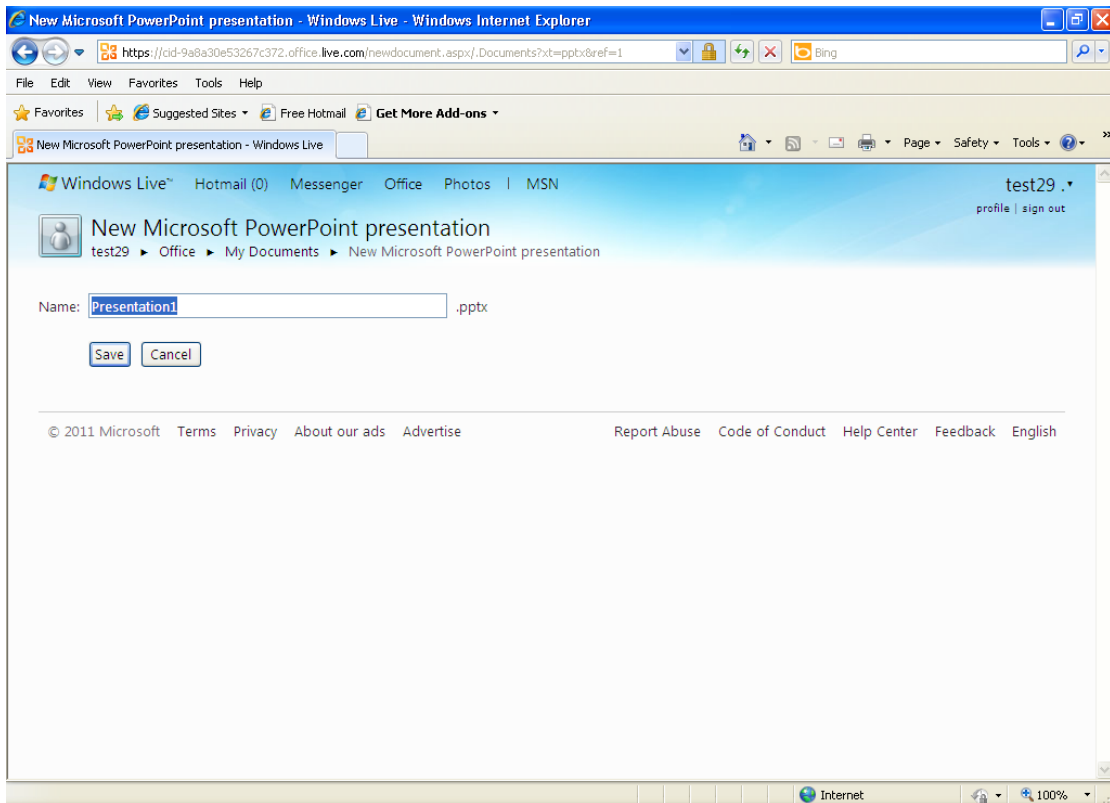 New Microsoft PowerPoint presentation - Windows Live - Windows Internet Explorer
https://cid-9a8a30e53267c372.office.live.com/newdocument.aspx/.Documents?xt=pptx&ref=1 Bing
File Edit View Favorites Tools Help
Favorites Suggested Sites Free Hotmail Get More Add-ons
New Microsoft PowerPoint presentation - Windows Live Page Safety Tools »
Windows Live™ Hotmail (0) Messenger Office Photos | MSN test29 .
profile | sign out
New Microsoft PowerPoint presentation
test29 ► Office ► My Documents ► New Microsoft PowerPoint presentation
Name: Presentation1 .pptx
Save Cancel
© 2011 Microsoft Terms Privacy About our ads Advertise Report Abuse Code of Conduct Help Center Feedback English
Internet 100%